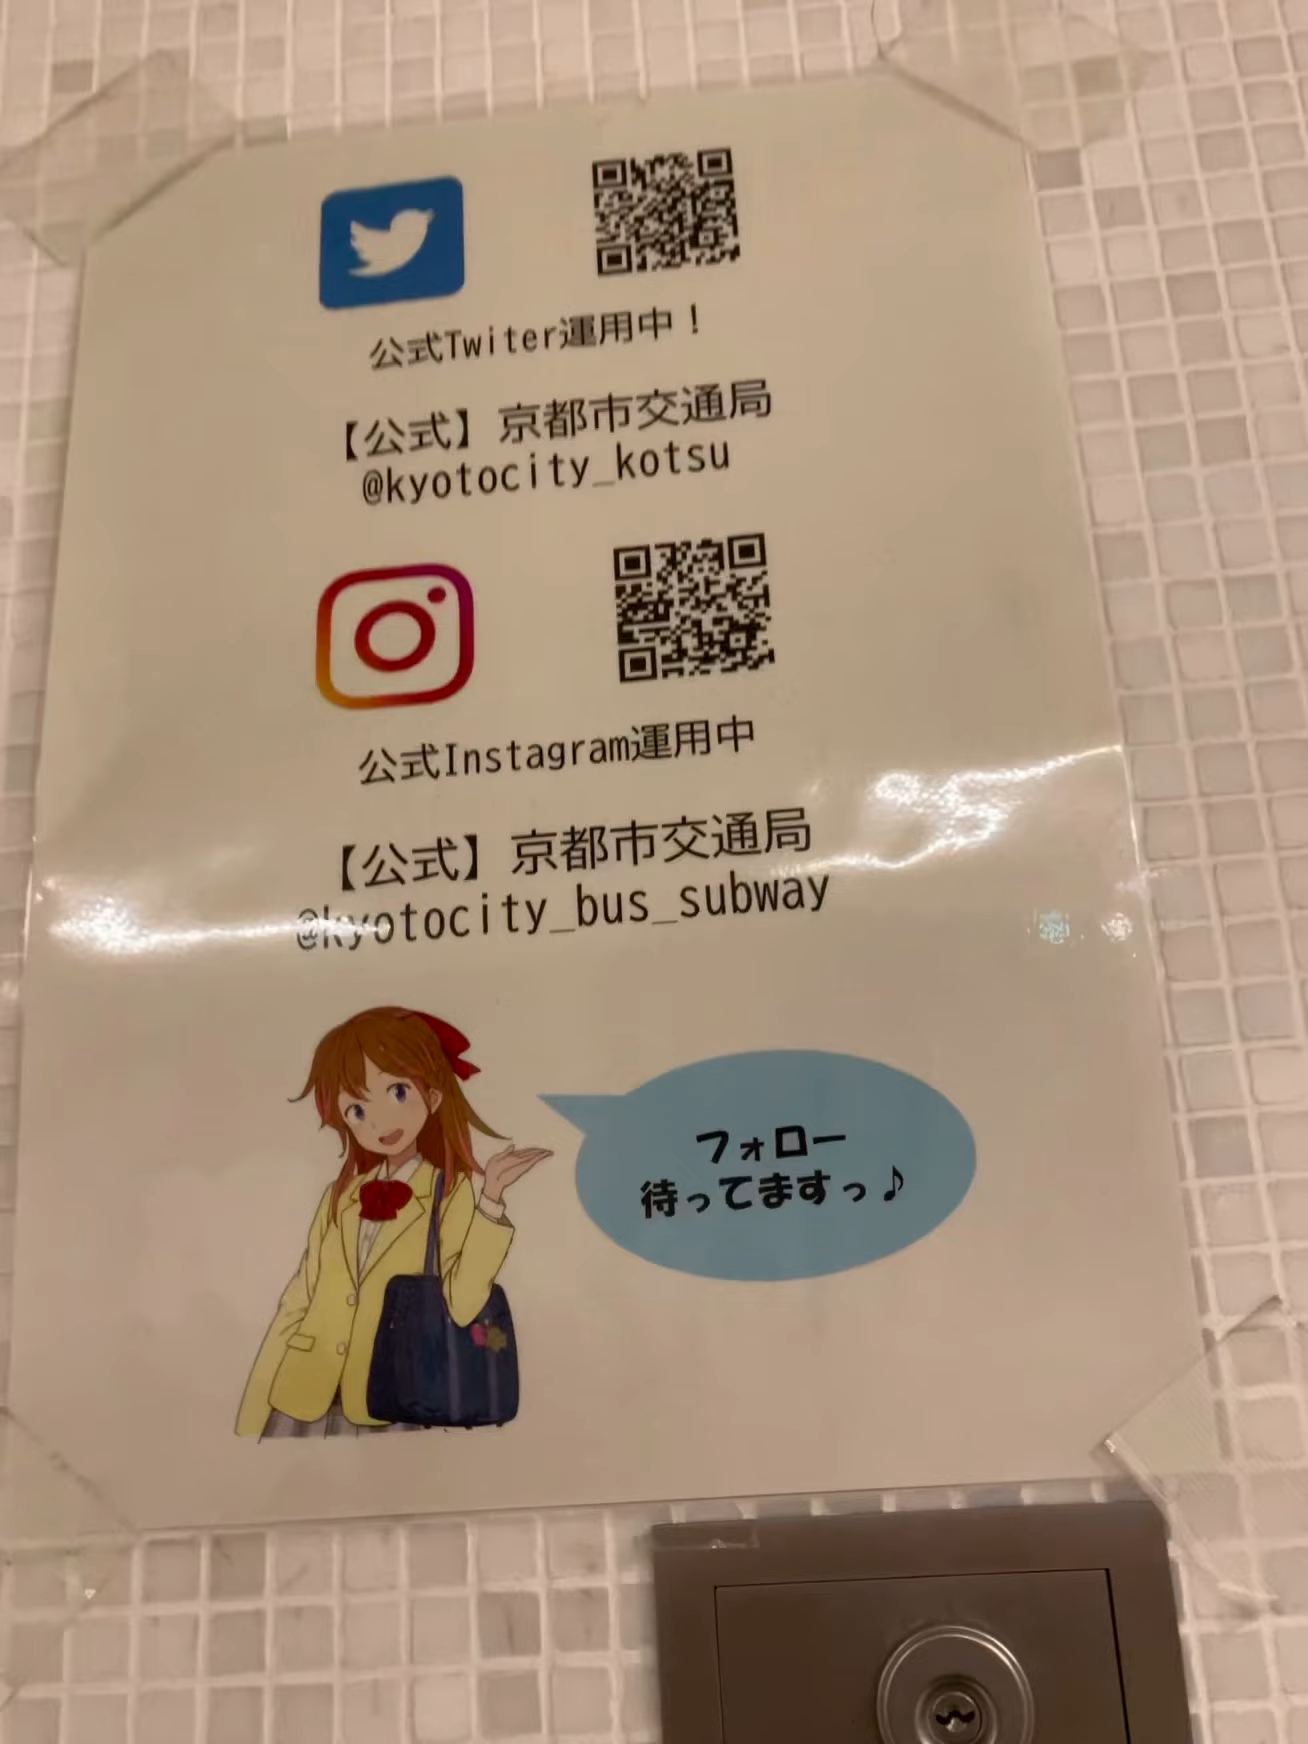 公式Twiter運用中！
【公式】京都市交通局
@kyotocity_kotsu
公式Instagram運用中
【公式】京都市交通局
@kyotocity_bus_subway
フォロー
待ってますっ♪